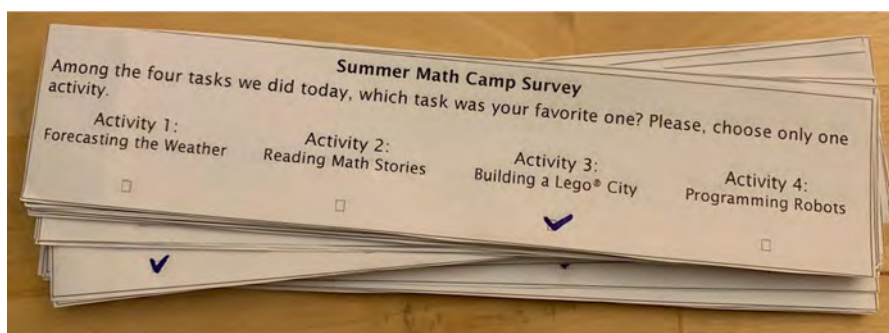 Summer Math Camp Survey
Among the four tasks we did today, which task was your favorite one? Please, choose only one
activity.
Activity 1:
Forecasting the Weather
Activity 2:
Reading Math Stories
Activity 3:
Building a Lego® City
Activity 4:
Programming Robots